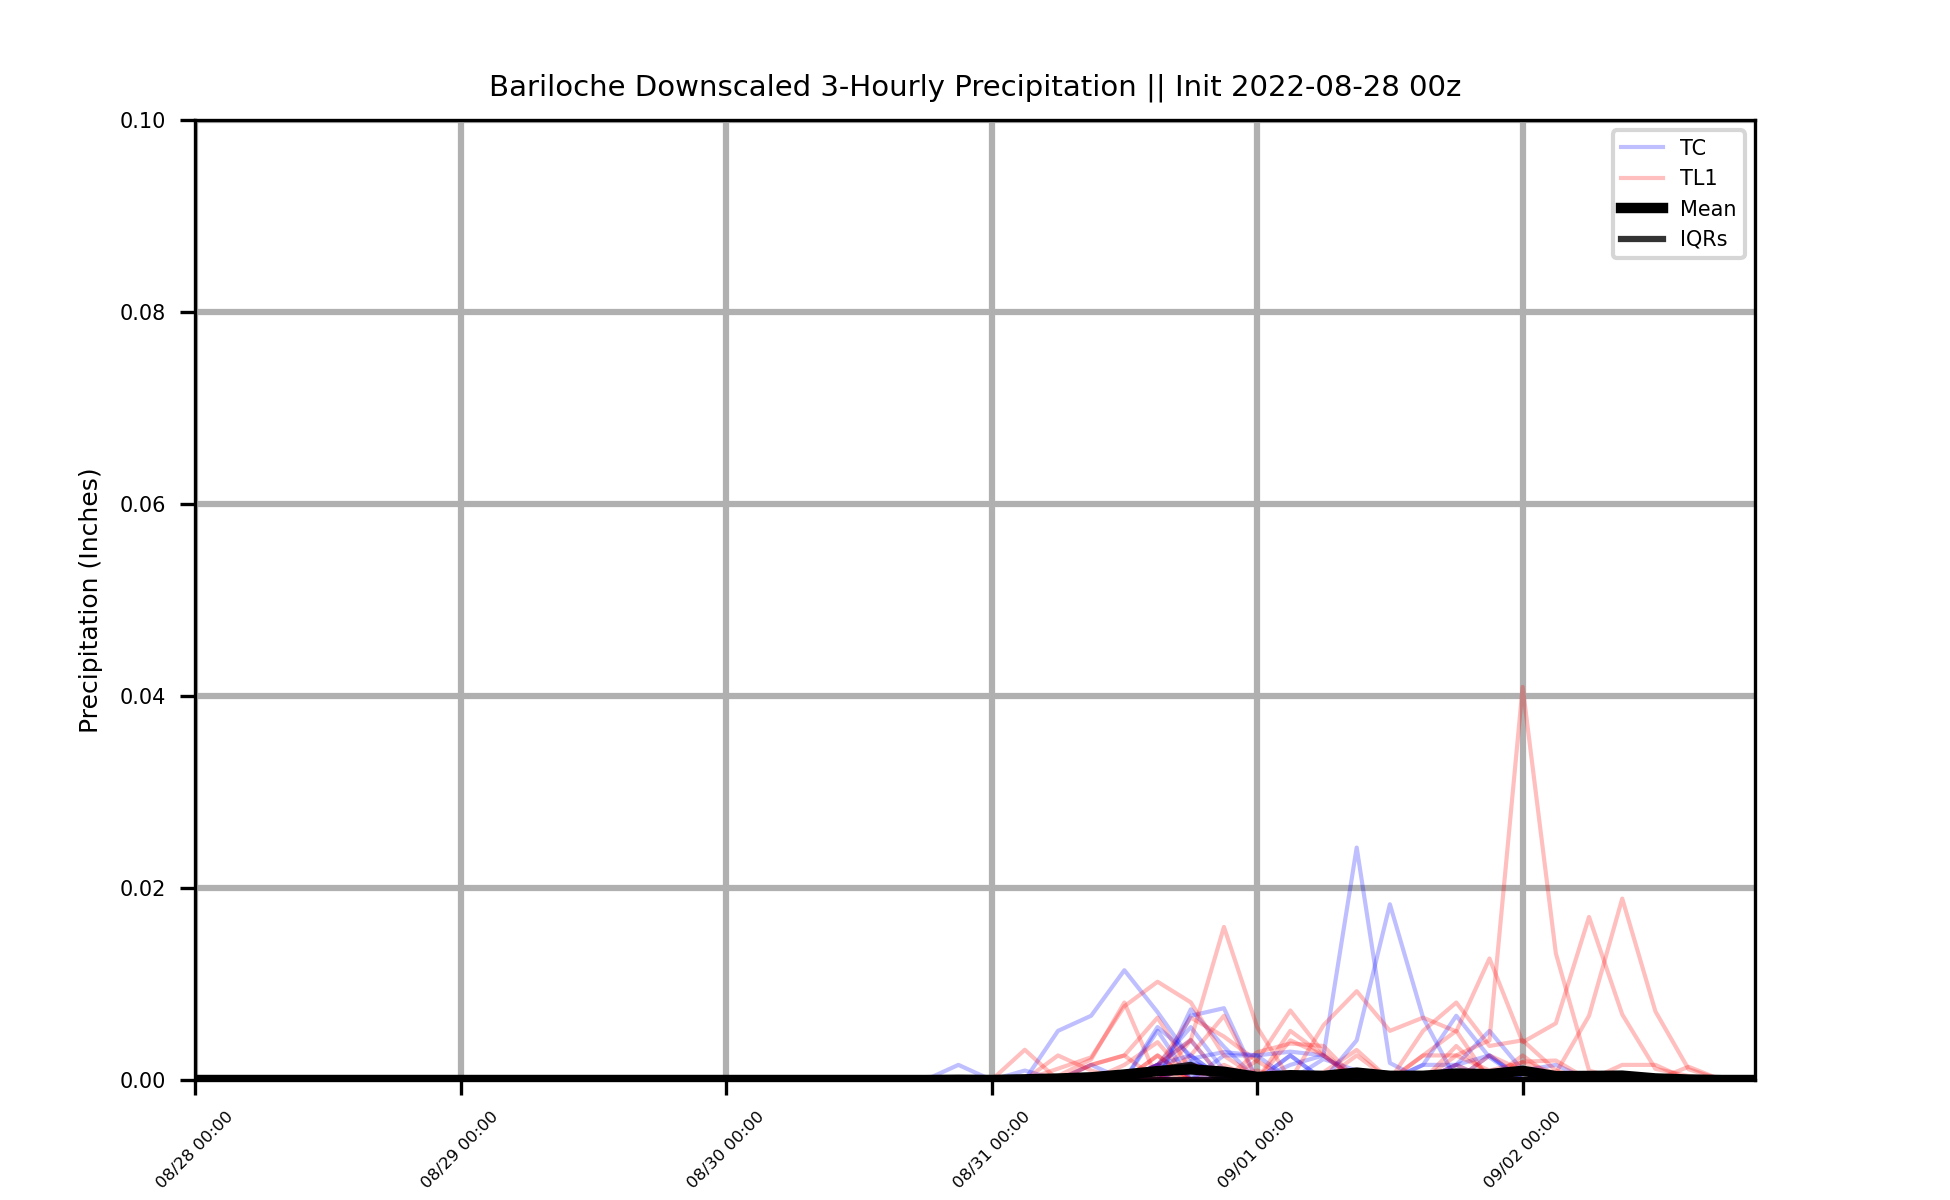 Bariloche Downscaled 3-Hourly Precipitation || Init 2022-08-28 00z
Precipitation (Inches)
0.10
0.08
0.06
0.04
0.02
0.00
TC
TL1
Mean
IQRs
08/28 00:00
08/29 00:00
08/30 00:00
08/31 00:00
09/01 00:00
09/02 00:00